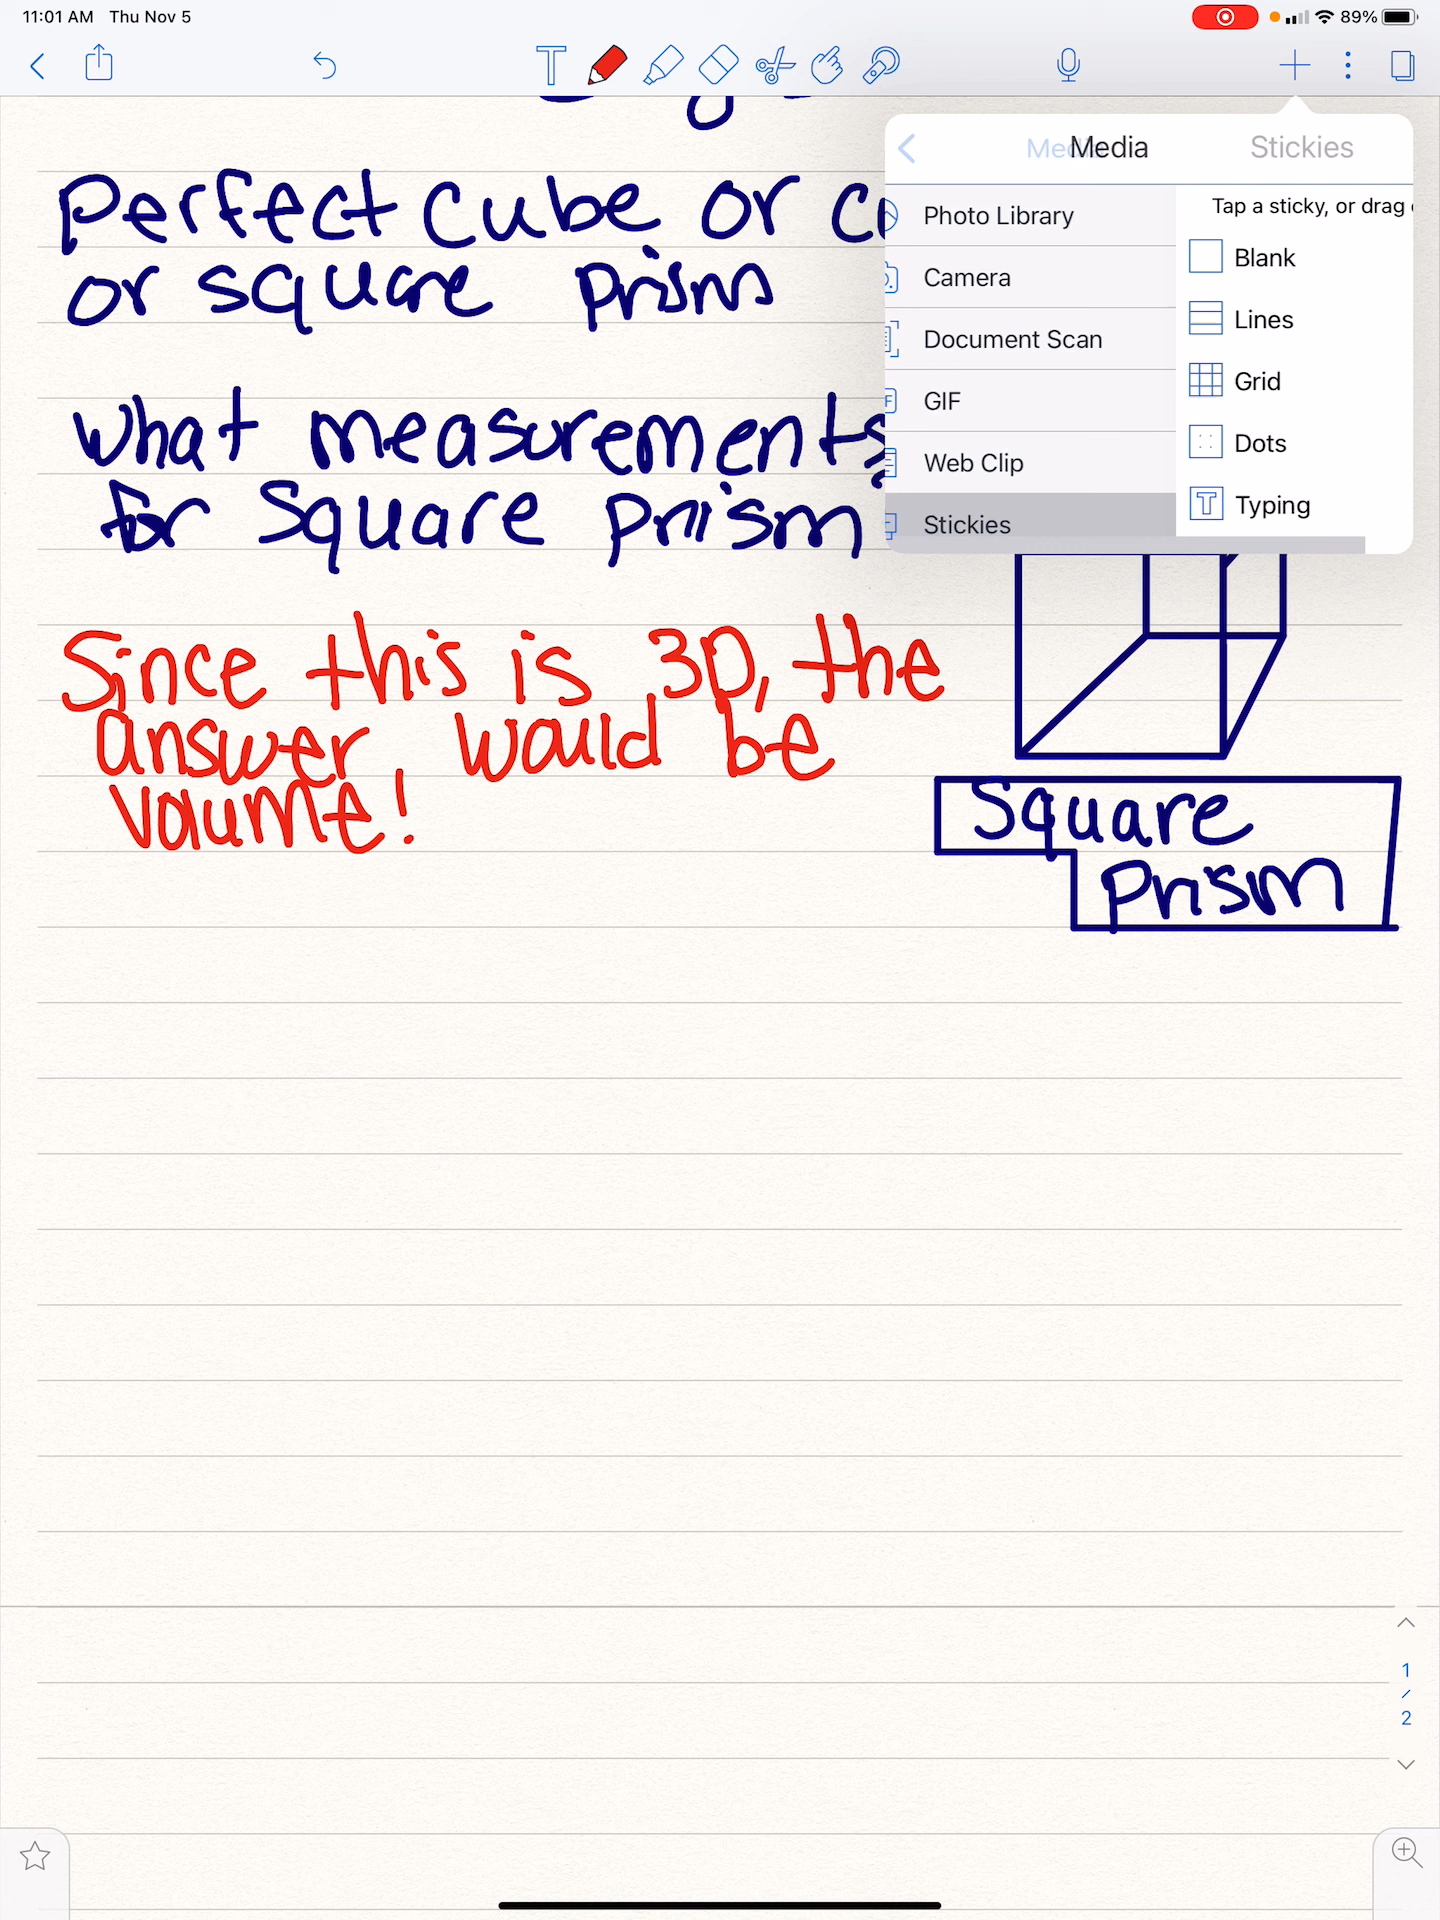 11:01 AM Thu Nov 5
89%
Media
Stickies
Tap a sticky, or drag
Photo Library
Camera
Document Scan
GIF
Web Clip
Stickies
Blank
Lines
Grid
Dots
Typing
Perfect cube or
or square prism
what measurements
for square prism
Since this is 3D, the
answer would be
volume!
Square
Prism
1
/
2